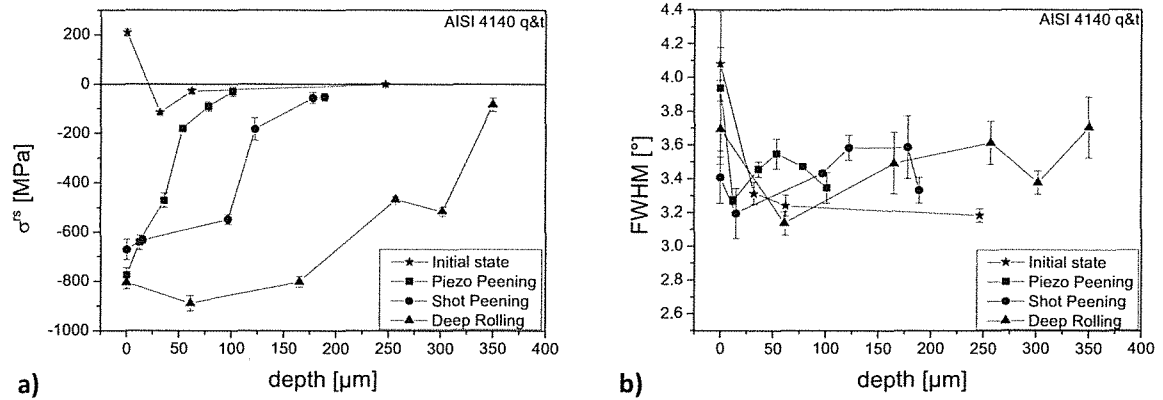 AISI 4140 q&t
200
0
-200
-400
-600
-800
-1000
σʳˢ [MPa]
Initial state
Piezo Peening
Shot Peening
Deep Rolling
0 50 100 150 200 250 300 350 400
depth [µm]
a)
AISI 4140 q&t
4.4
4.2
4.0
3.8
3.6
3.4
3.2
3.0
2.8
2.6
FWHM [°]
Initial state
Piezo Peening
Shot Peening
Deep Rolling
0 50 100 150 200 250 300 350 400
depth [µm]
b)